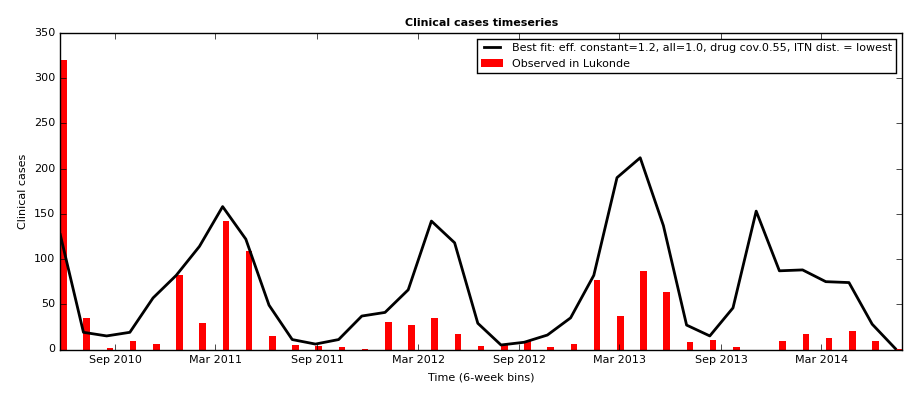 Clinical cases timeseries
350
300
250
200
150
100
50
0
Clinical cases
Best fit: eff. constant=1.2, all=1.0, drug cov.0.55, ITN dist. = lowest
Observed in Lukonde
Sep 2010
Mar 2011
Sep 2011
Mar 2012
Sep 2012
Mar 2013
Sep 2013
Mar 2014
Time (6-week bins)